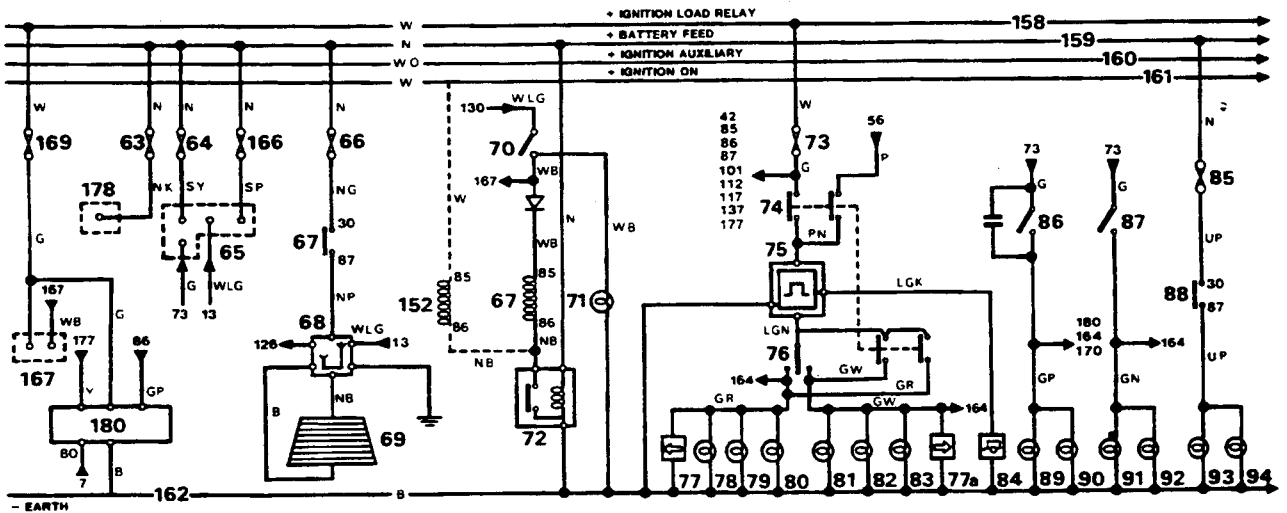 + IGNITION LOAD RELAY
W 158
+ BATTERY FEED
N 159
+ IGNITION AUXILIARY
WO 160
+ IGNITION ON
W 161
W N N N N W N
130 WLG
42
85
86
87
101
112
117
137
177
56
169 63 64 166 66 70 73 P 73 73 85
G G G
178 NK SY SP NG WB 167 74 86 87
30 W N WB PN UP
65 67 75
G WLG 87 WB 71 LGK 30
167 73 13 NP 85 88
WB G 152 67 87
177 86 68 WLG 86 86 LGN
126 13 NB 76 180
164
170
164 UP
167 NB GW
Y GP 164 GR GP GN
B NB GR GW 164
180 69 72
BO B
7
77 78 79 80 81 82 83 77a 84 89 90 91 92 93 94
162 B
− EARTH